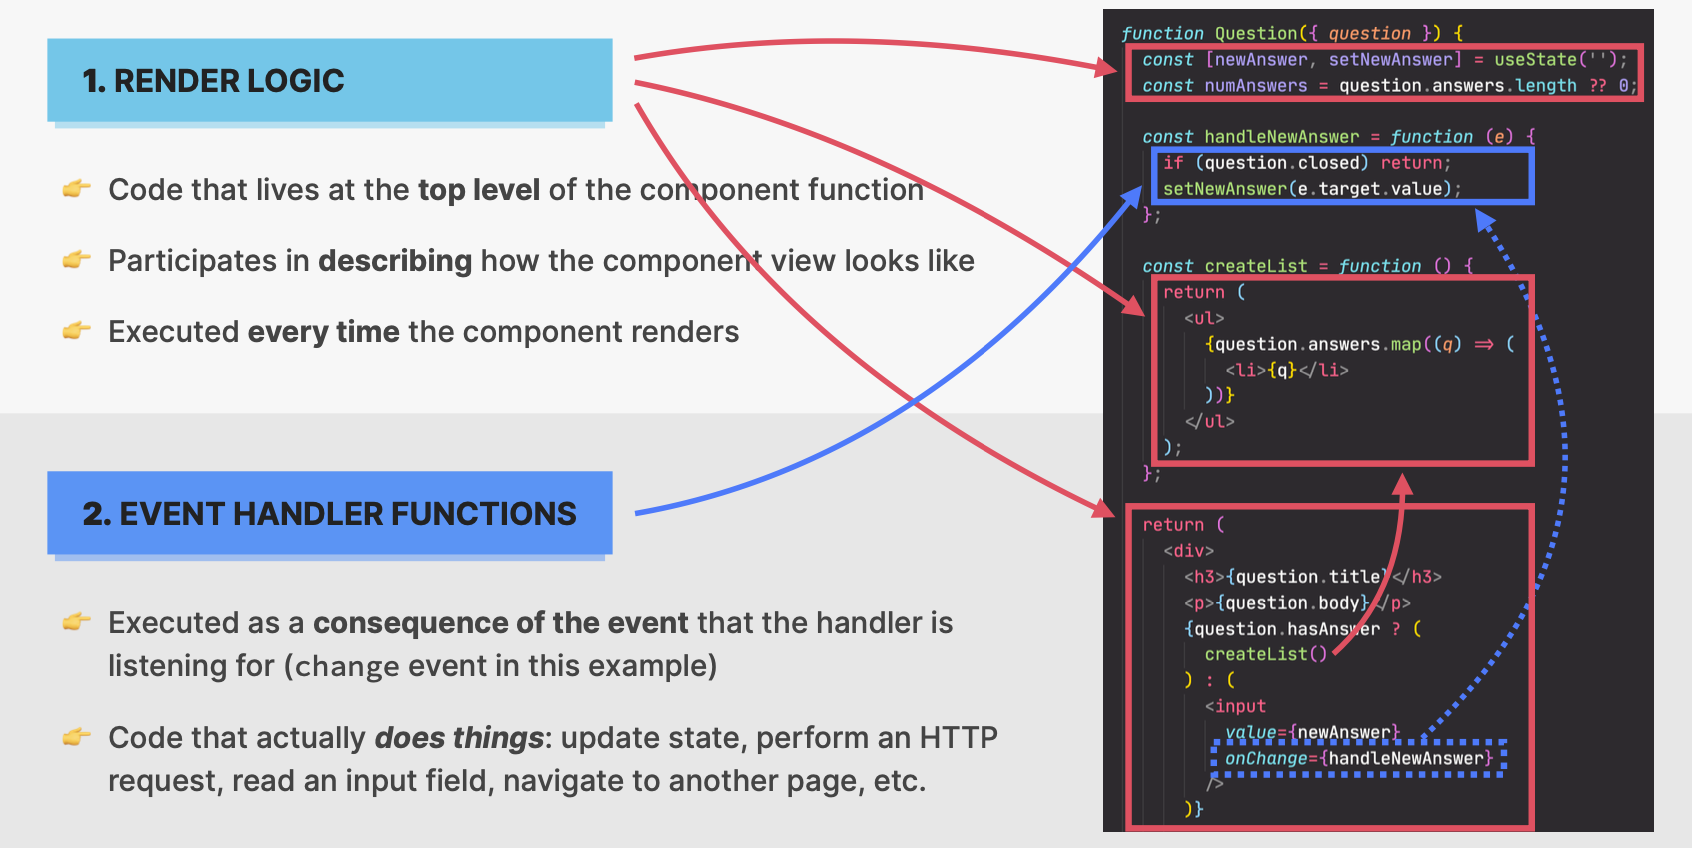 1. RENDER LOGIC
👉 Code that lives at the top level of the component function
👉 Participates in describing how the component view looks like
👉 Executed every time the component renders
2. EVENT HANDLER FUNCTIONS
👉 Executed as a consequence of the event that the handler is
listening for (change event in this example)
👉 Code that actually does things: update state, perform an HTTP
request, read an input field, navigate to another page, etc.
function Question({ question }) {
const [newAnswer, setNewAnswer] = useState('');
const numAnswers = question.answers.length ?? 0;
const handleNewAnswer = function (e) {
if (question.closed) return;
setNewAnswer(e.target.value);
};
const createList = function () {
return (
<ul>
{question.answers.map((q) => (
<li>{q}</li>
))}
</ul>
);
};
return (
<div>
<h3>{question.title}</h3>
<p>{question.body}</p>
{question.hasAnswer ? (
createList()
) : (
<input
value={newAnswer}
onChange={handleNewAnswer}
/>
)}